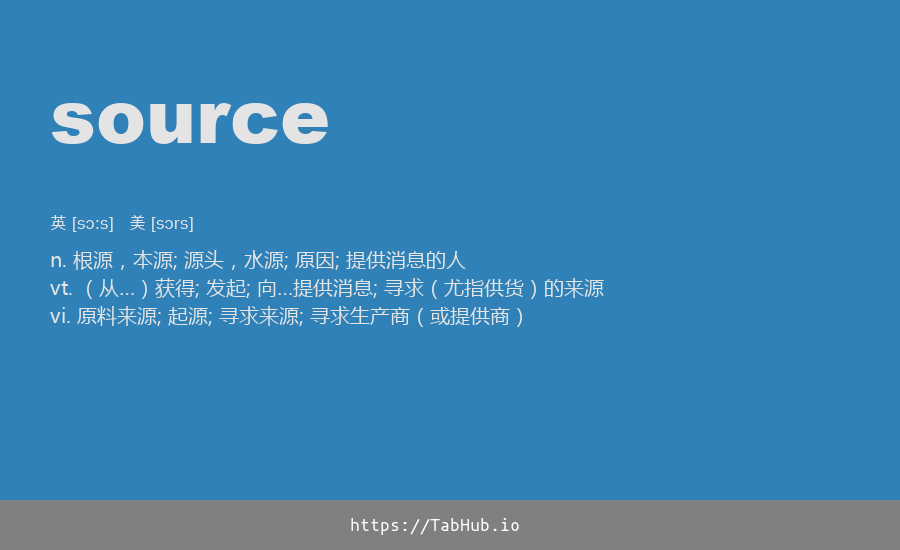 source
英 [sɔːs] 美 [sɔrs]
n. 根源，本源; 源头，水源; 原因; 提供消息的人
vt. （从…）获得; 发起; 向…提供消息; 寻求（尤指供货）的来源
vi. 原料来源; 起源; 寻求来源; 寻求生产商（或提供商）
https://TabHub.io